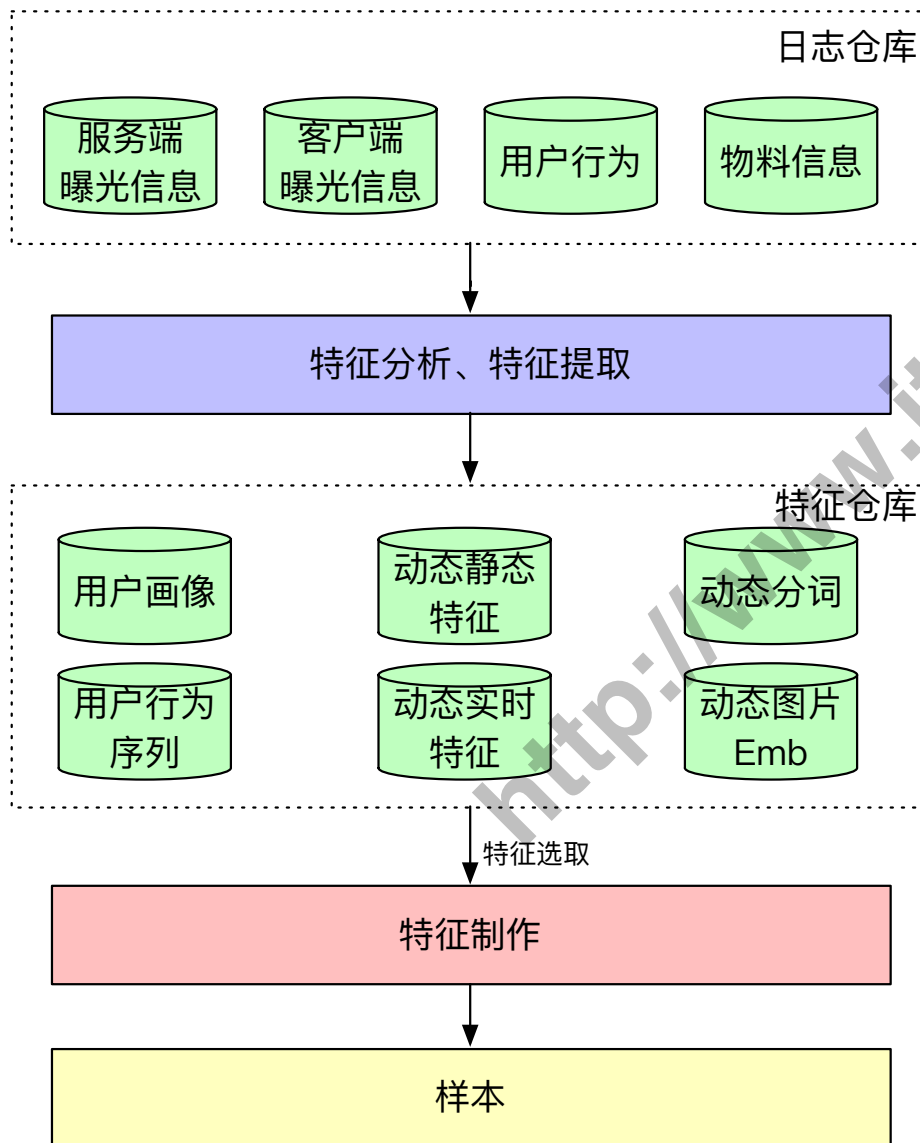 日志仓库
服务端
曝光信息
客户端
曝光信息
用户行为
物料信息
特征分析、特征提取
特征仓库
用户画像
动态静态
特征
动态分词
用户行为
序列
动态实时
特征
动态图片
Emb
特征选取
特征制作
样本
http://www.it